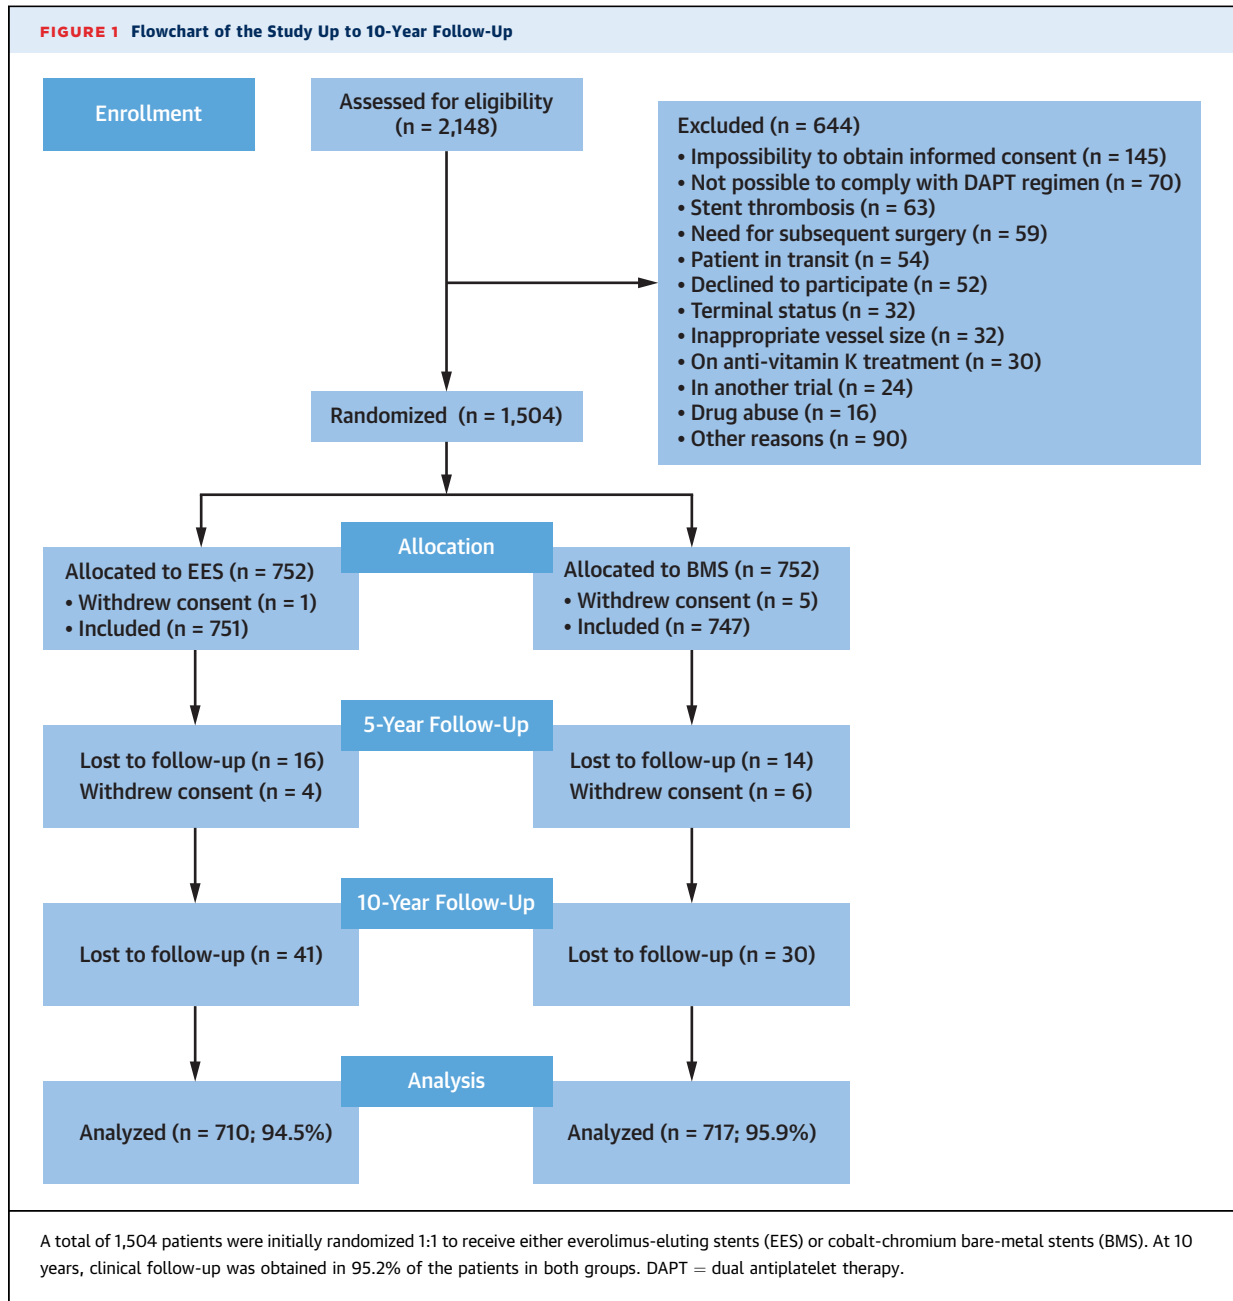 FIGURE 1 Flowchart of the Study Up to 10-Year Follow-Up
Enrollment
Assessed for eligibility
(n = 2,148)
Excluded (n = 644)
• Impossibility to obtain informed consent (n = 145)
• Not possible to comply with DAPT regimen (n = 70)
• Stent thrombosis (n = 63)
• Need for subsequent surgery (n = 59)
• Patient in transit (n = 54)
• Declined to participate (n = 52)
• Terminal status (n = 32)
• Inappropriate vessel size (n = 32)
• On anti-vitamin K treatment (n = 30)
• In another trial (n = 24)
• Drug abuse (n = 16)
• Other reasons (n = 90)
Randomized (n = 1,504)
Allocation
Allocated to EES (n = 752)
• Withdrew consent (n = 1)
• Included (n = 751)
Allocated to BMS (n = 752)
• Withdrew consent (n = 5)
• Included (n = 747)
5-Year Follow-Up
Lost to follow-up (n = 16)
Withdrew consent (n = 4)
Lost to follow-up (n = 14)
Withdrew consent (n = 6)
10-Year Follow-Up
Lost to follow-up (n = 41)
Lost to follow-up (n = 30)
Analysis
Analyzed (n = 710; 94.5%)
Analyzed (n = 717; 95.9%)
A total of 1,504 patients were initially randomized 1:1 to receive either everolimus-eluting stents (EES) or cobalt-chromium bare-metal stents (BMS). At 10
years, clinical follow-up was obtained in 95.2% of the patients in both groups. DAPT = dual antiplatelet therapy.